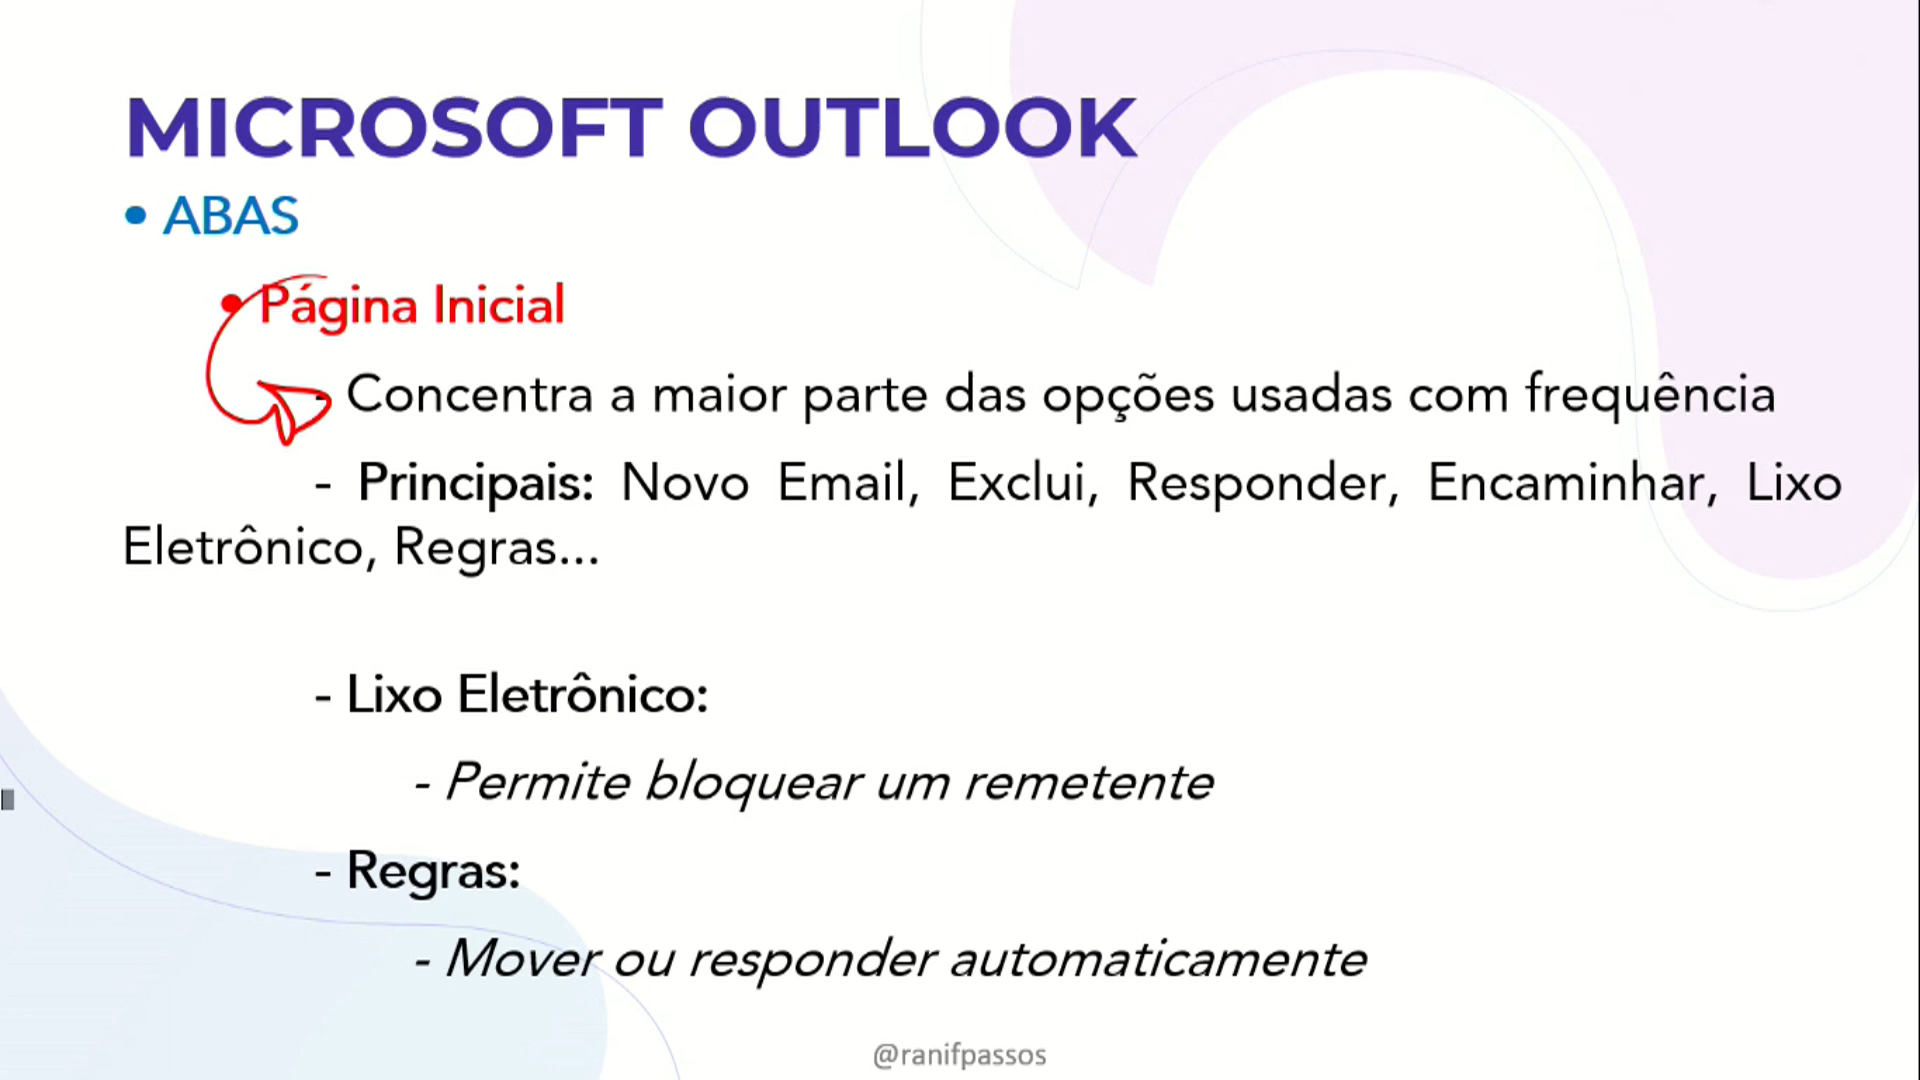 MICROSOFT OUTLOOK
• ABAS
• Página Inicial
- Concentra a maior parte das opções usadas com frequência
- Principais: Novo Email, Exclui, Responder, Encaminhar, Lixo
Eletrônico, Regras...
- Lixo Eletrônico:
- Permite bloquear um remetente
- Regras:
- Mover ou responder automaticamente
@ranifpassos